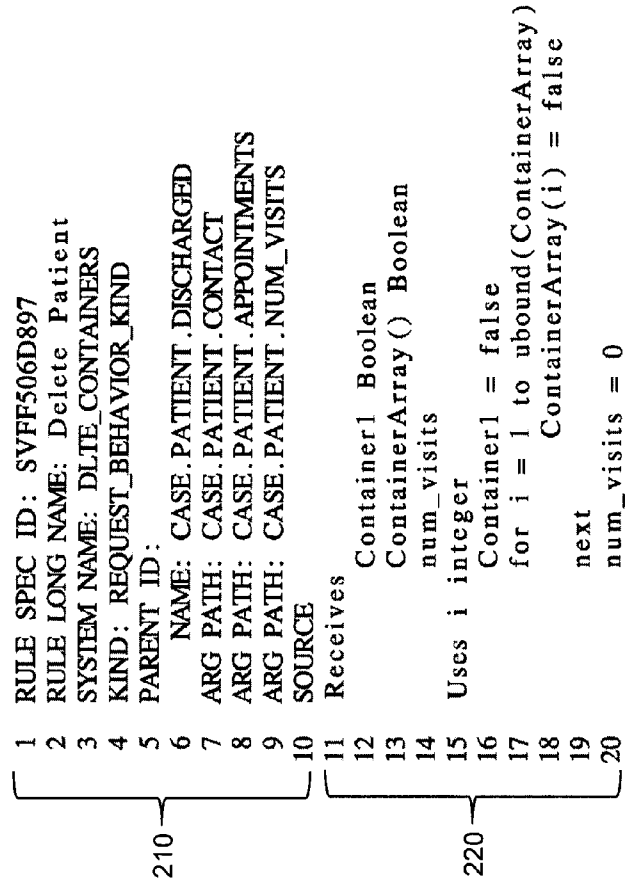 1 RULE SPEC ID: SVFF506D897
2 RULE LONG NAME: Delete Patient
3 SYSTEM NAME: DLTE_CONTAINERS
4 KIND: REQUEST_BEHAVIOR_KIND
5 PARENT ID:
6 NAME: CASE.PATIENT.DISCHARGED
7 ARG PATH: CASE.PATIENT.CONTACT
8 ARG PATH: CASE.PATIENT.APPOINTMENTS
9 ARG PATH: CASE.PATIENT.NUM_VISITS
10 SOURCE
210
11 Receives
12 Container1 Boolean
13 ContainerArray() Boolean
14 num_visits
15 Uses i integer
16 Container1 = false
17 for i = 1 to ubound(ContainerArray)
18 ContainerArray(i) = false
19 next
20 num_visits = 0
220